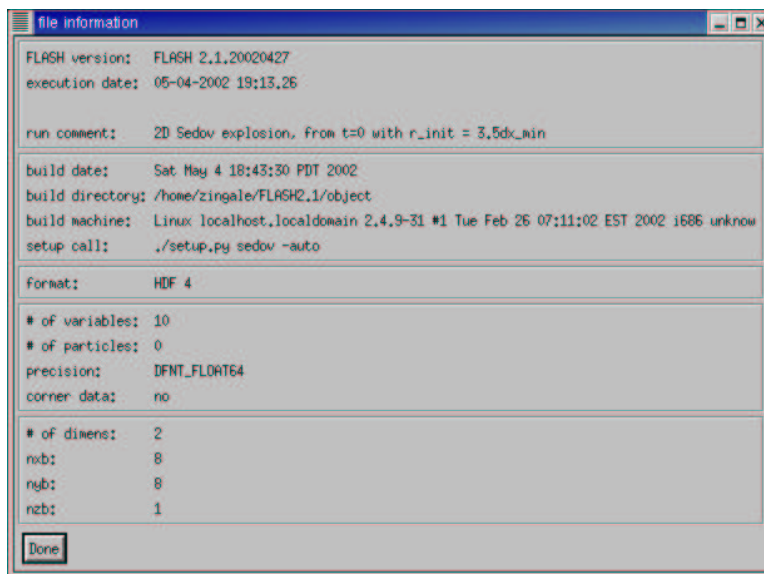 file information
FLASH version: FLASH 2.1.20020427
execution date: 05-04-2002 19:13.26
run comment: 2D Sedov explosion, from t=0 with r_init = 3.5dx_min
build date: Sat May 4 18:43:30 PDT 2002
build directory: /home/zingale/FLASH2.1/object
build machine: Linux localhost.localdomain 2.4.9-31 #1 Tue Feb 26 07:11:02 EST 2002 i686 unknow
setup call: ./setup.py sedov -auto
format: HDF 4
# of variables: 10
# of particles: 0
precision: DFNT_FLOAT64
corner data: no
# of dimens: 2
nxb: 8
nyb: 8
nzb: 1
Done